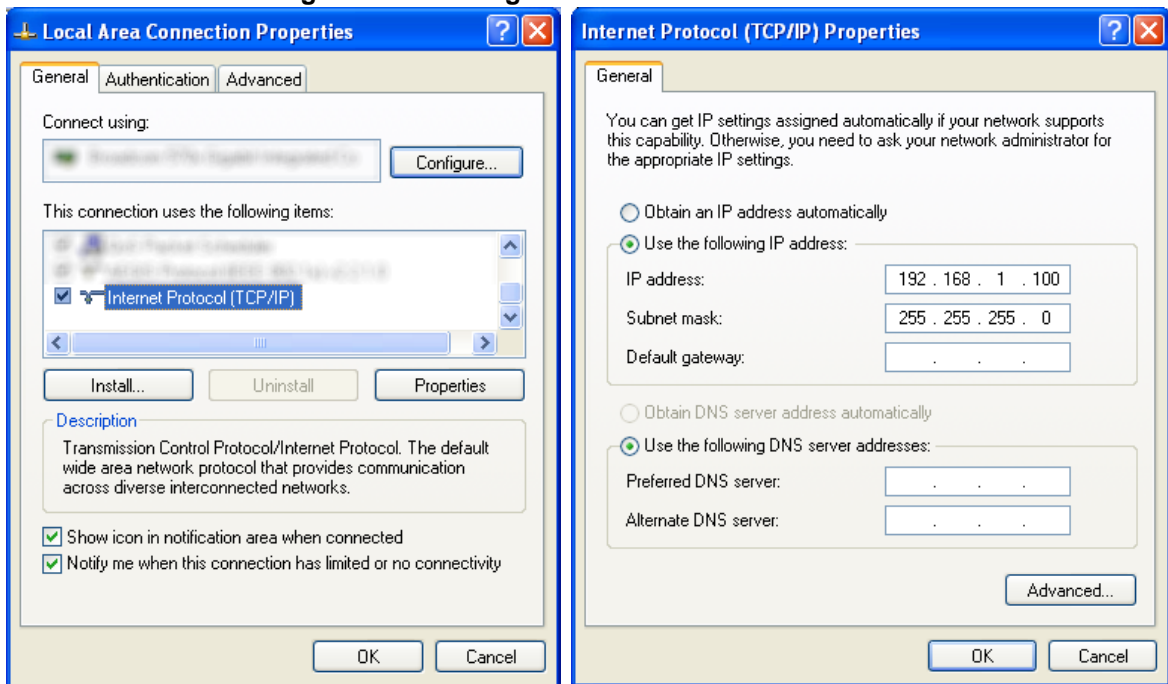 Local Area Connection Properties
General Authentication Advanced
Connect using:
Configure...
This connection uses the following items:
Internet Protocol (TCP/IP)
Install... Uninstall Properties
Description
Transmission Control Protocol/Internet Protocol. The default
wide area network protocol that provides communication
across diverse interconnected networks.
Show icon in notification area when connected
Notify me when this connection has limited or no connectivity
OK Cancel
Internet Protocol (TCP/IP) Properties
General
You can get IP settings assigned automatically if your network supports
this capability. Otherwise, you need to ask your network administrator for
the appropriate IP settings.
Obtain an IP address automatically
Use the following IP address:
IP address: 192 . 168 . 1 . 100
Subnet mask: 255 . 255 . 255 . 0
Default gateway: . . .
Obtain DNS server address automatically
Use the following DNS server addresses:
Preferred DNS server: . . .
Alternate DNS server: . . .
Advanced...
OK Cancel